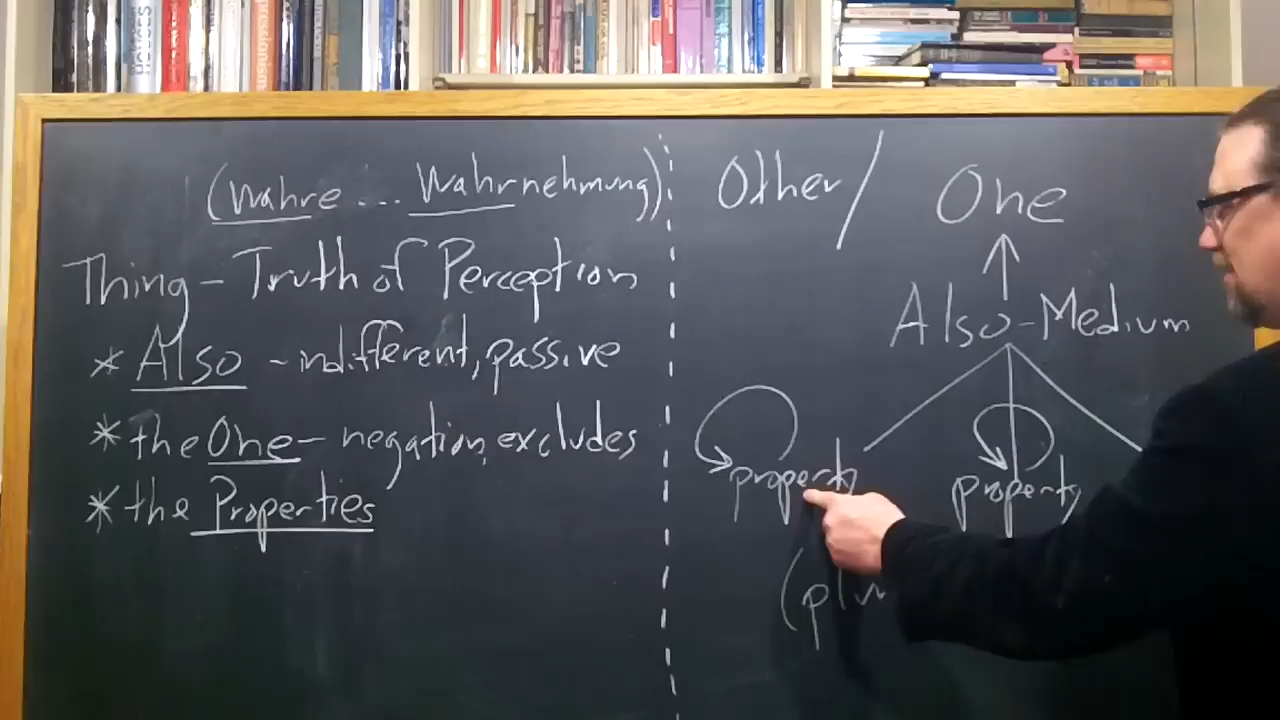 (Wahre ... Wahrnehmung)
Thing - Truth of Perception
* Also - indifferent, passive
* the One - negation, excludes
* the Properties
Other/ One
Also-Medium
property property
(plu